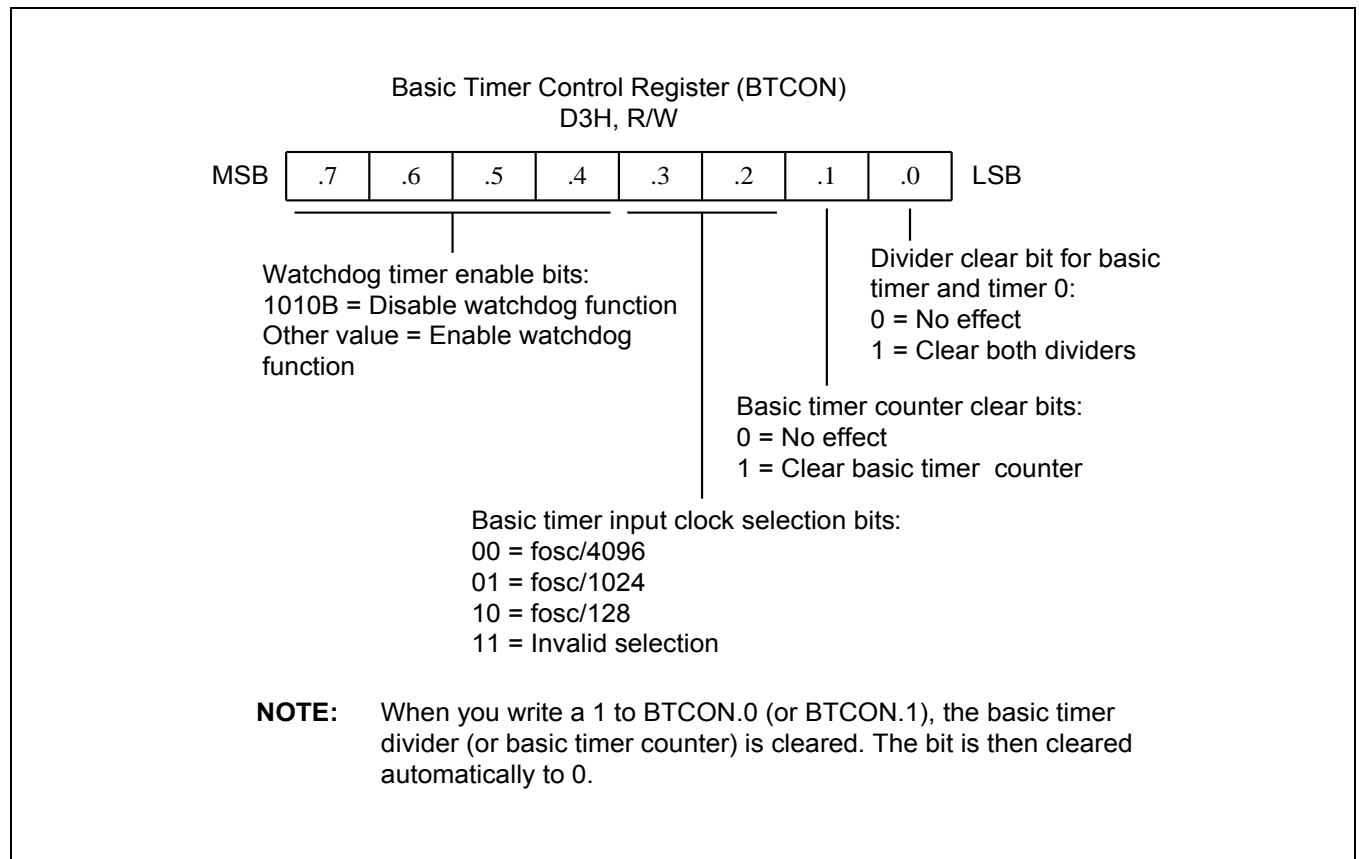 Basic Timer Control Register (BTCON)
D3H, R/W
MSB .7 .6 .5 .4 .3 .2 .1 .0 LSB
Watchdog timer enable bits:
1010B = Disable watchdog function
Other value = Enable watchdog
function
Divider clear bit for basic
timer and timer 0:
0 = No effect
1 = Clear both dividers
Basic timer counter clear bits:
0 = No effect
1 = Clear basic timer counter
Basic timer input clock selection bits:
00 = fosc/4096
01 = fosc/1024
10 = fosc/128
11 = Invalid selection
NOTE: When you write a 1 to BTCON.0 (or BTCON.1), the basic timer
divider (or basic timer counter) is cleared. The bit is then cleared
automatically to 0.